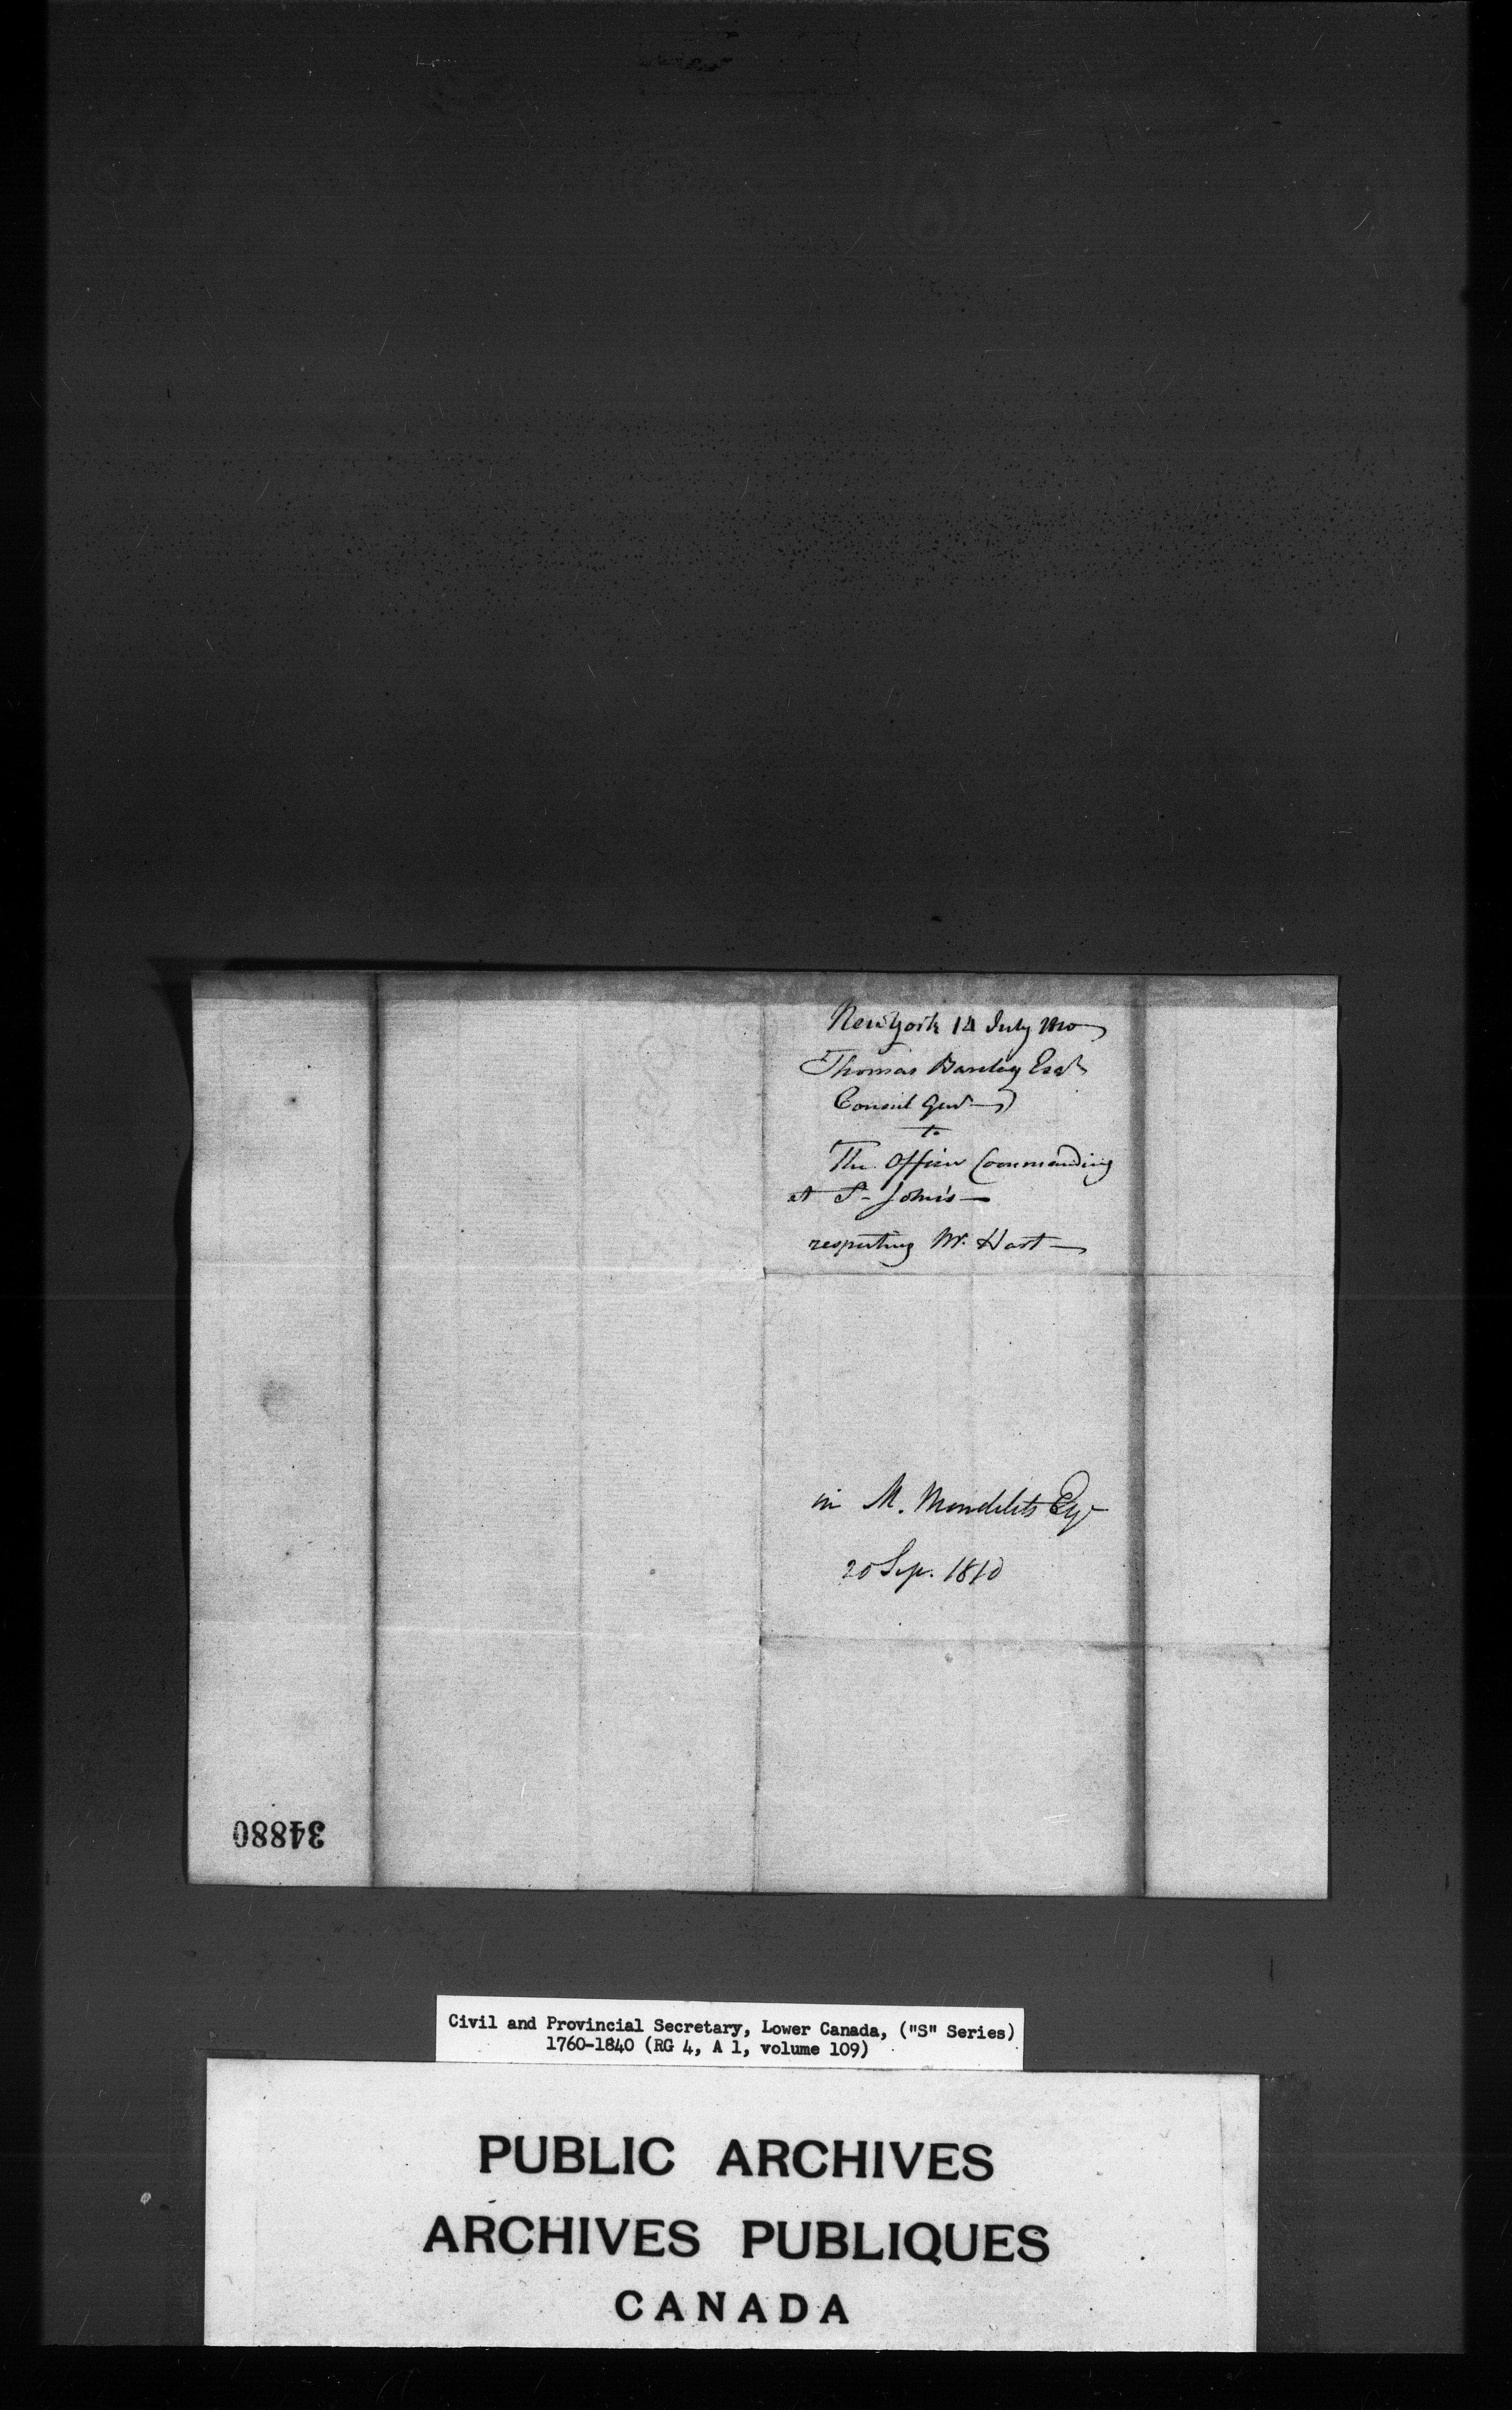 New York 14 July 1810
Thomas Barclay Esqr
Consul Genl
to
The Officer Commanding
at St. John's
respecting Mr. Hart
in M. Mondelets Esqr
20 Sep. 1810
34880
Civil and Provincial Secretary, Lower Canada, ("S" Series)
1760-1840 (RG 4, A 1, volume 109)
PUBLIC ARCHIVES
ARCHIVES PUBLIQUES
CANADA